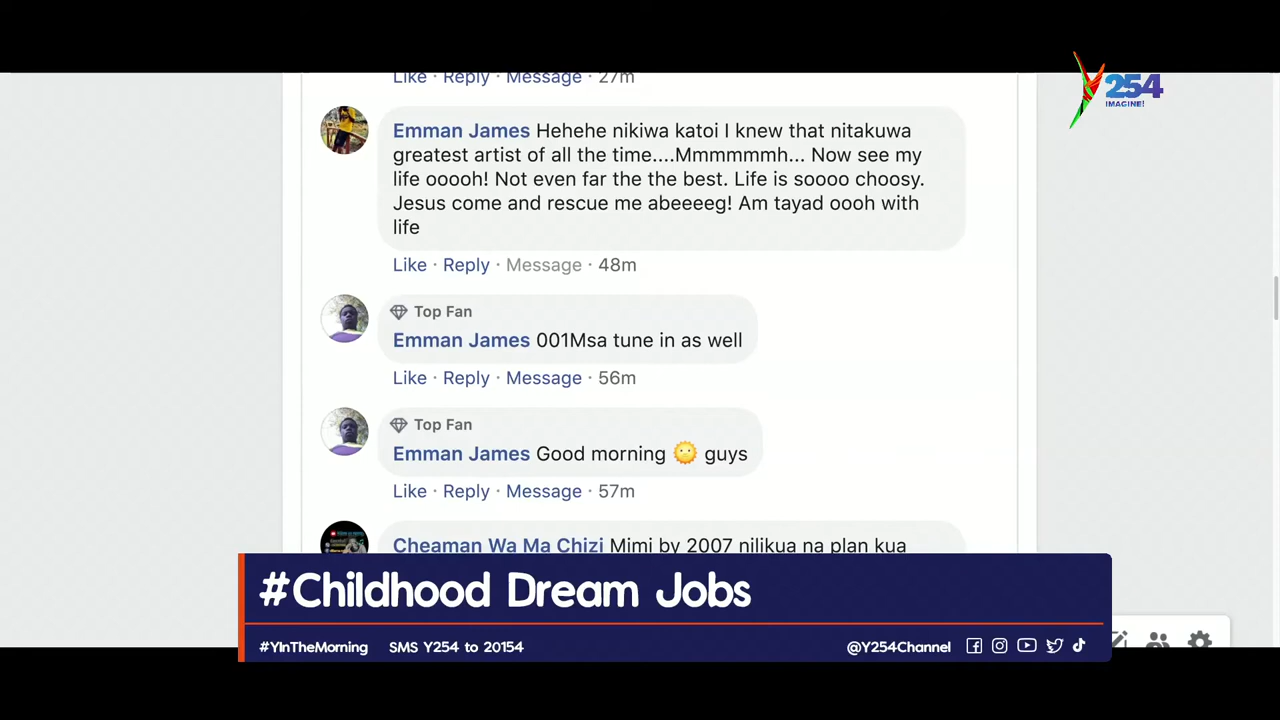 Like · Reply · Message · 27m
Y254
IMAGINE!
Emman James Hehehe nikiwa katoi I knew that nitakuwa
greatest artist of all the time....Mmmmmmh... Now see my
life ooooh! Not even far the the best. Life is soooo choosy.
Jesus come and rescue me abeeeeg! Am tayad oooh with
life
Like · Reply · Message · 48m
Top Fan
Emman James 001Msa tune in as well
Like · Reply · Message · 56m
Top Fan
Emman James Good morning 🌞 guys
Like · Reply · Message · 57m
Cheaman Wa Ma Chizi Mimi by 2007 nilikua na plan kua
#Childhood Dream Jobs
#YInTheMorning SMS Y254 to 20154 @Y254Channel